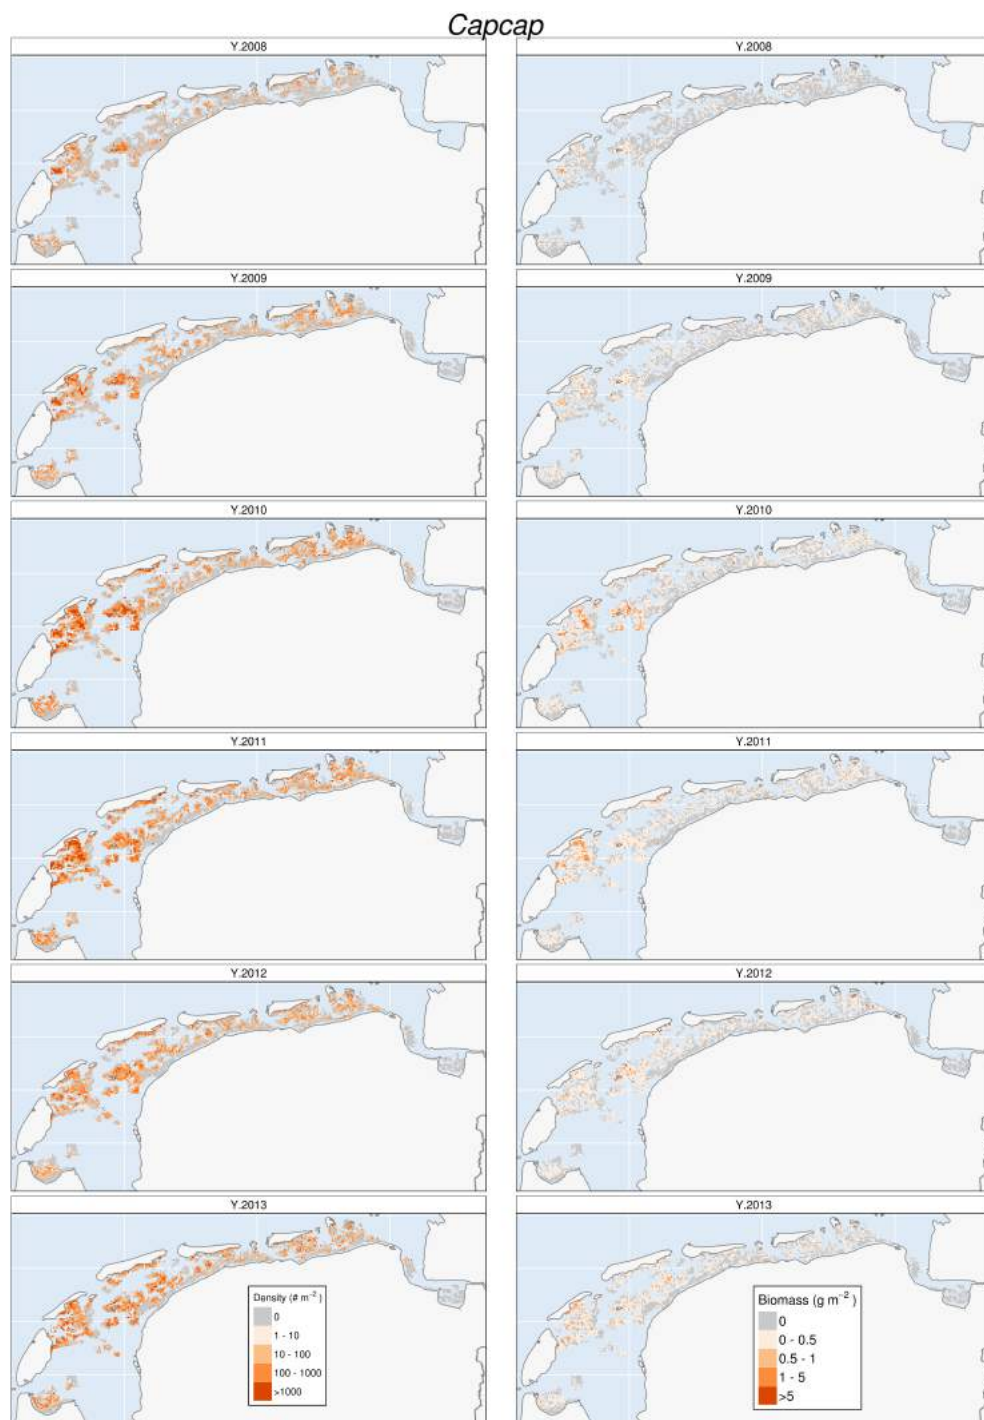 Capcap
Y.2008
Y.2008
Y.2009
Y.2009
Y.2010
Y.2010
Y.2011
Y.2011
Y.2012
Y.2012
Y.2013
Y.2013
Density (# m⁻²)
0
1 - 10
10 - 100
100 - 1000
>1000
Biomass (g m⁻²)
0
0 - 0.5
0.5 - 1
1 - 5
>5